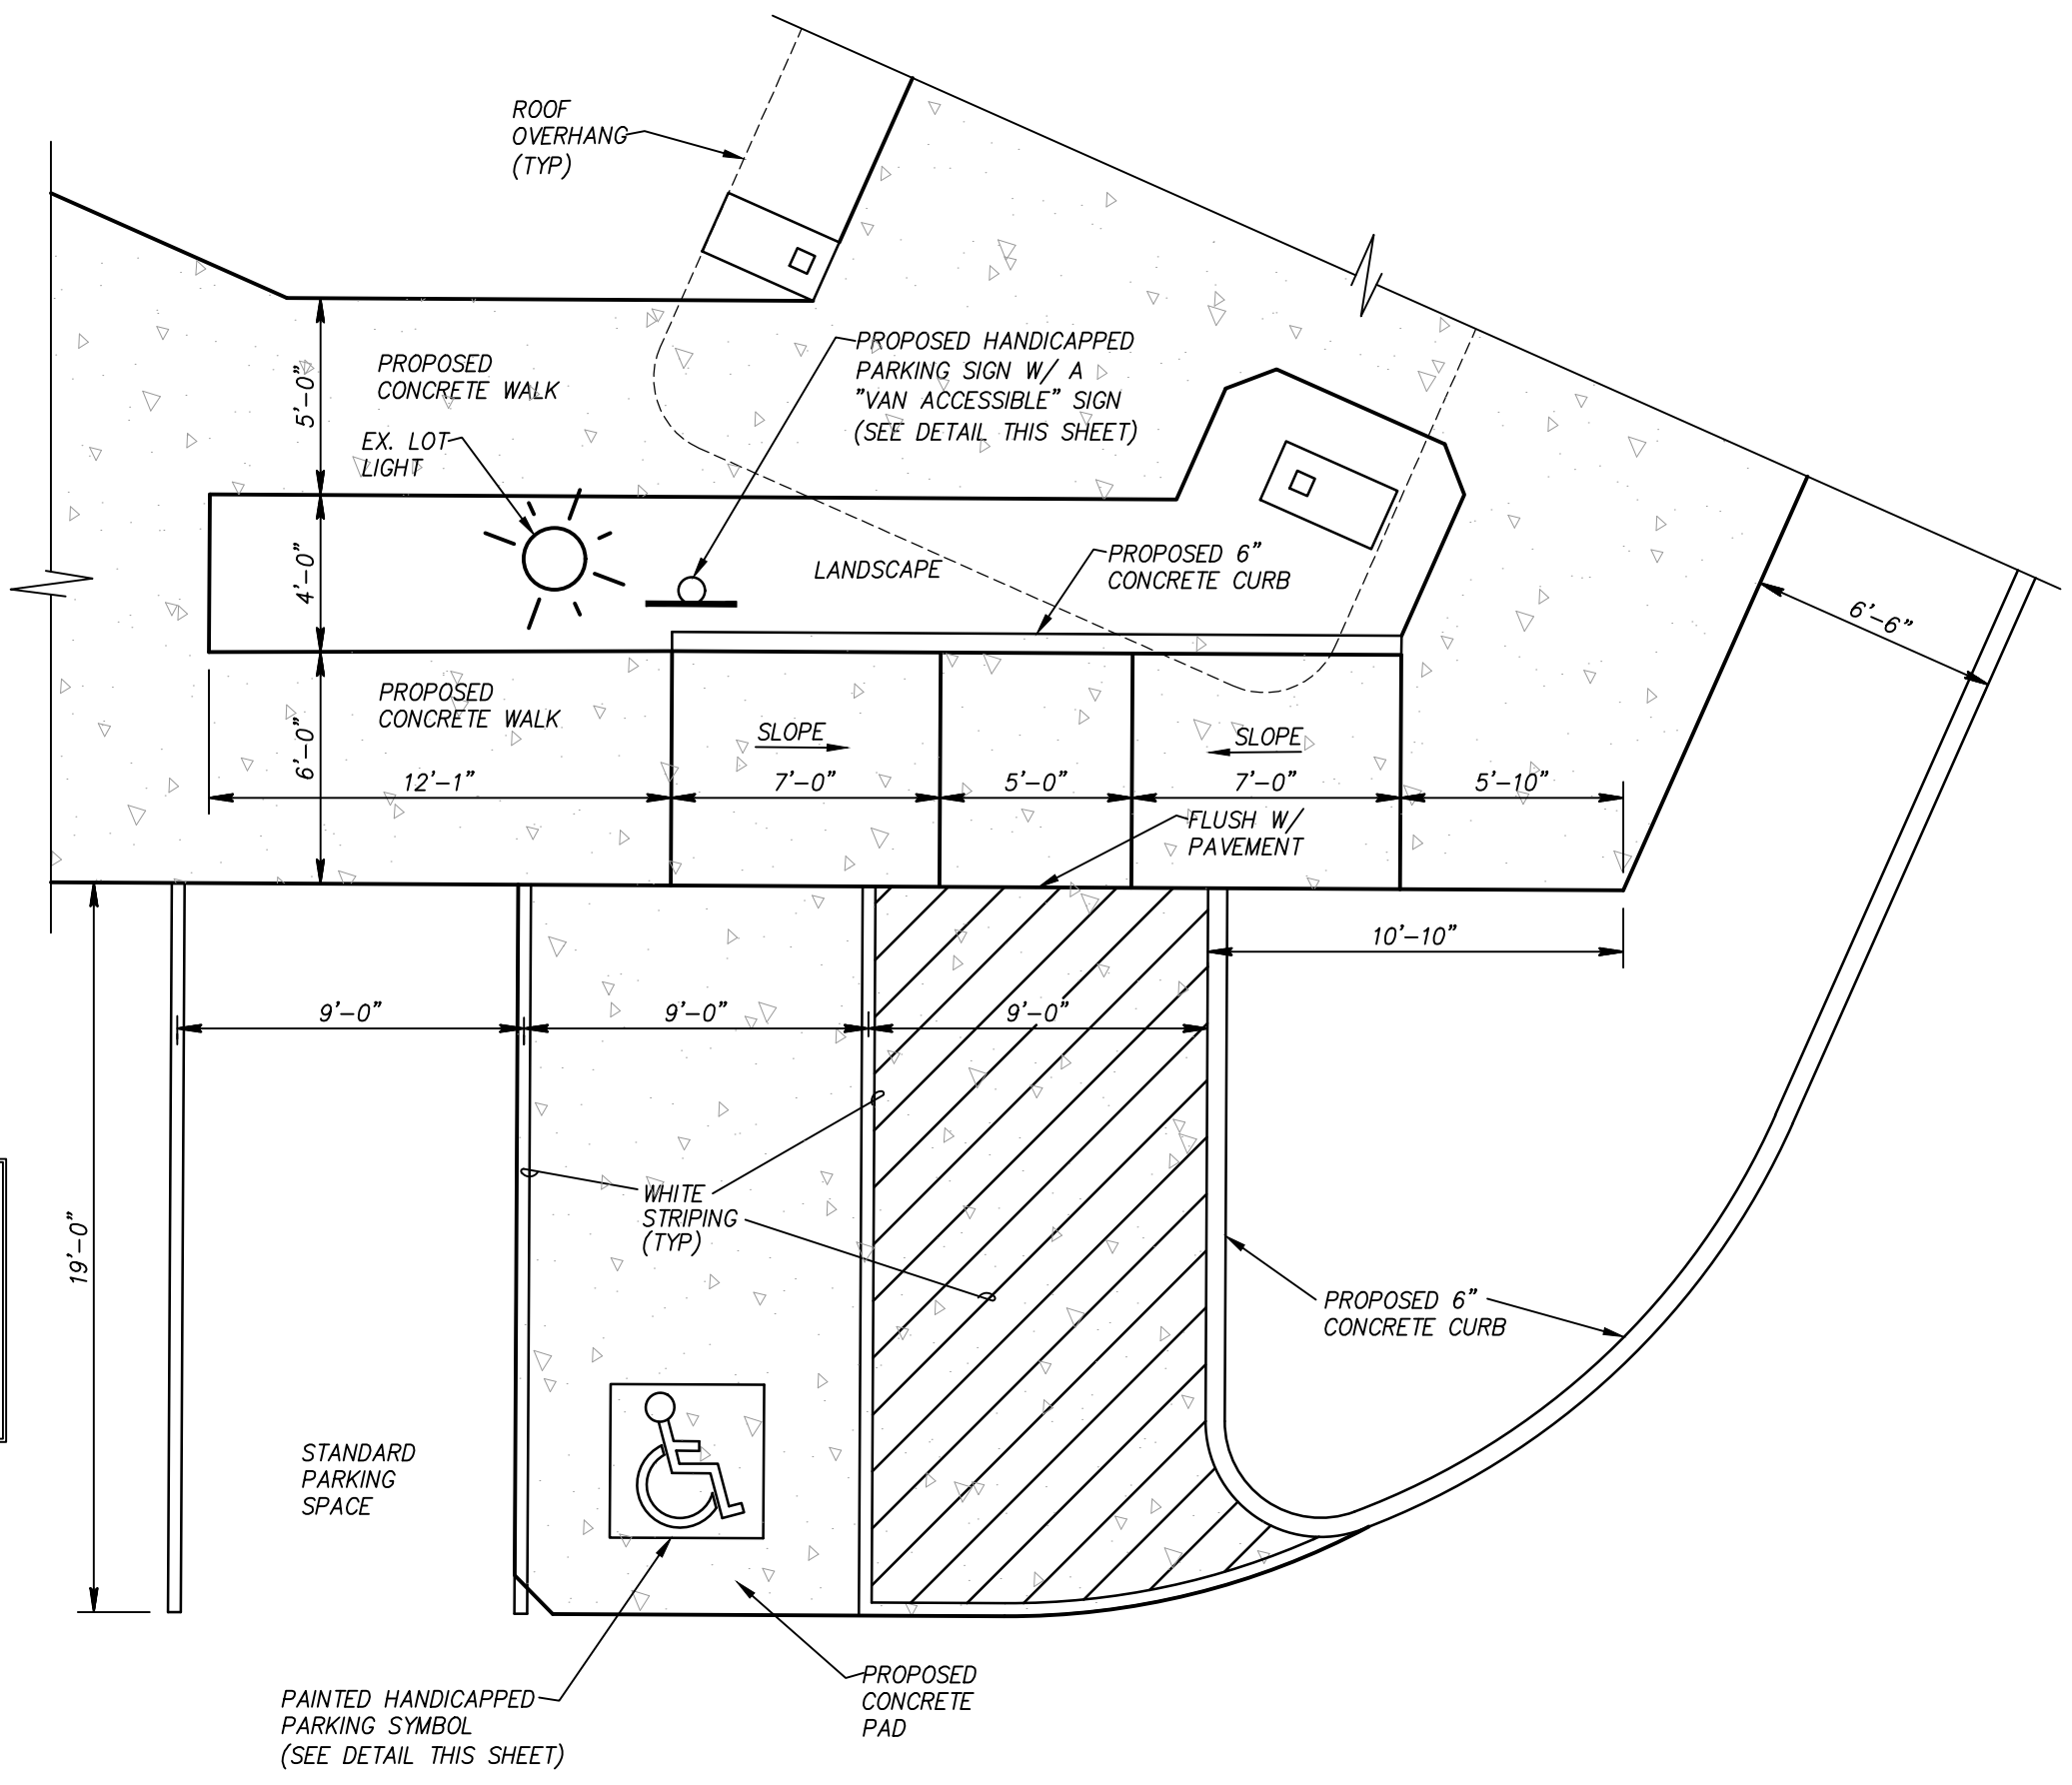 ROOF
OVERHANG
(TYP)
PROPOSED HANDICAPPED
PARKING SIGN W/ A
"VAN ACCESSIBLE" SIGN
(SEE DETAIL THIS SHEET)
PROPOSED
CONCRETE WALK
5'-0"
EX. LOT
LIGHT
4'-0"
LANDSCAPE
PROPOSED 6"
CONCRETE CURB
6'-6"
PROPOSED
CONCRETE WALK
6'-0"
SLOPE
SLOPE
12'-1"
7'-0"
5'-0"
7'-0"
5'-10"
FLUSH W/
PAVEMENT
10'-10"
9'-0"
9'-0"
9'-0"
19'-0"
WHITE
STRIPING
(TYP)
PROPOSED 6"
CONCRETE CURB
STANDARD
PARKING
SPACE
PROPOSED
CONCRETE
PAD
PAINTED HANDICAPPED
PARKING SYMBOL
(SEE DETAIL THIS SHEET)